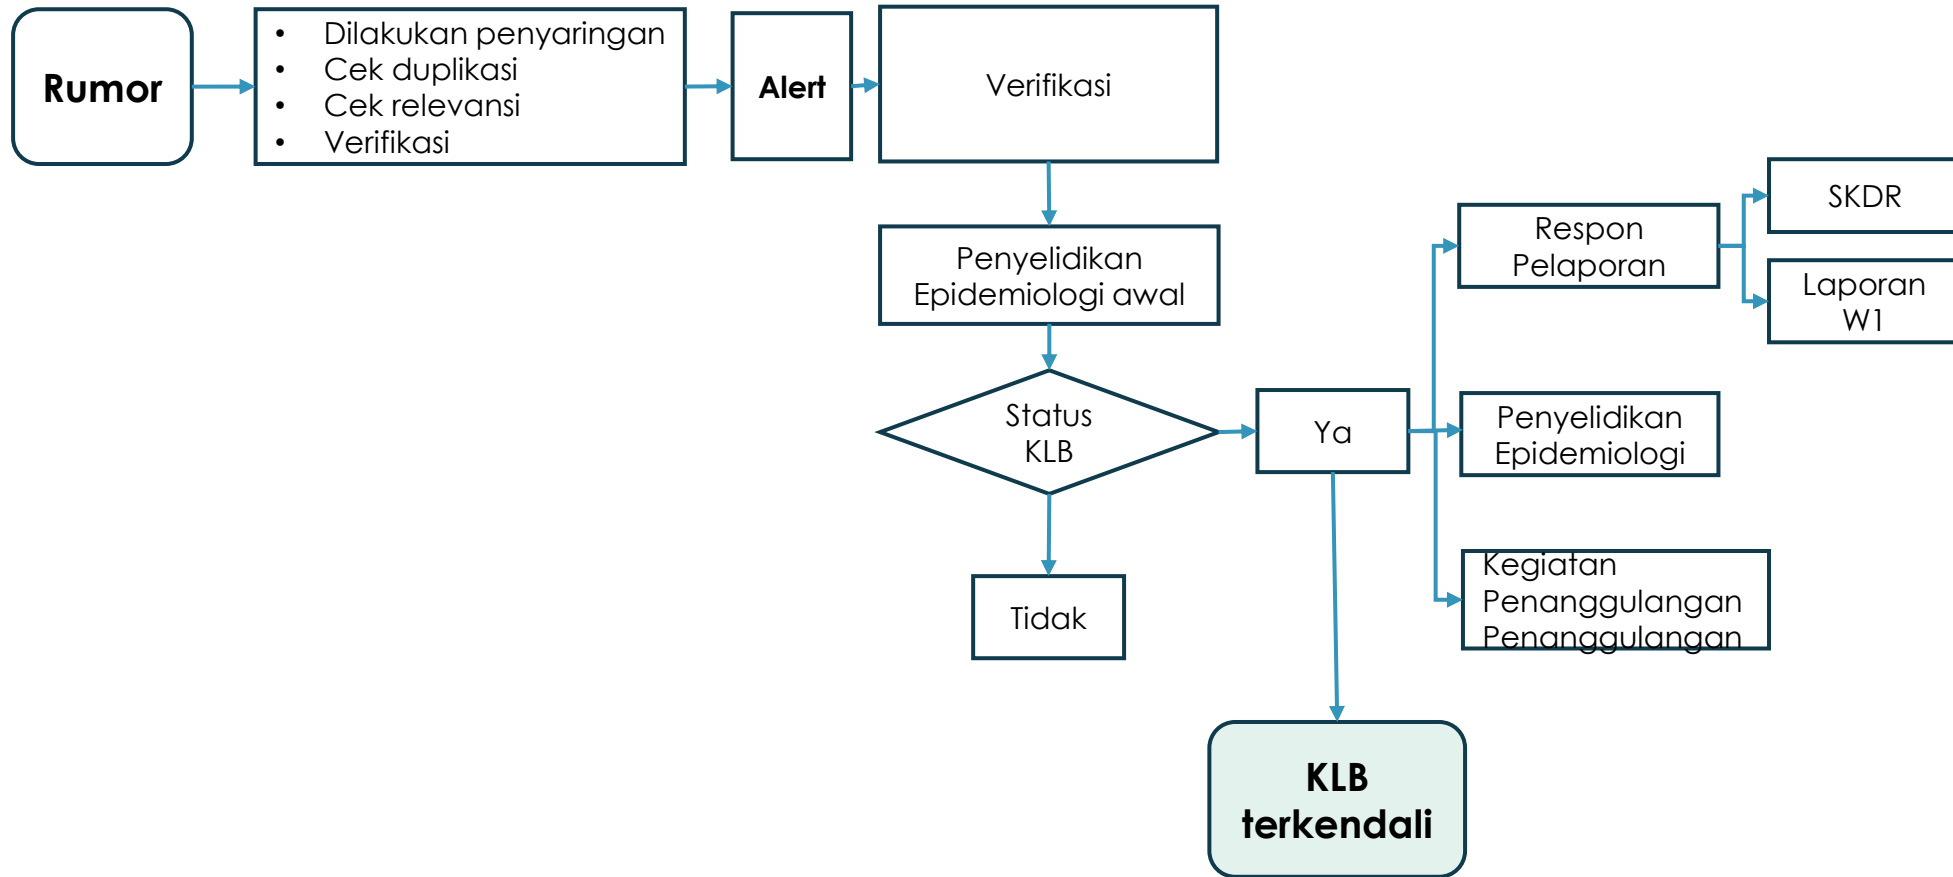 Rumor
• Dilakukan penyaringan
• Cek duplikasi
• Cek relevansi
• Verifikasi
Alert
Verifikasi
Penyelidikan
Epidemiologi awal
Status
KLB
Ya
Tidak
Respon
Pelaporan
SKDR
Laporan
W1
Penyelidikan
Epidemiologi
Kegiatan
Penanggulangan
Penanggulangan
KLB
terkendali